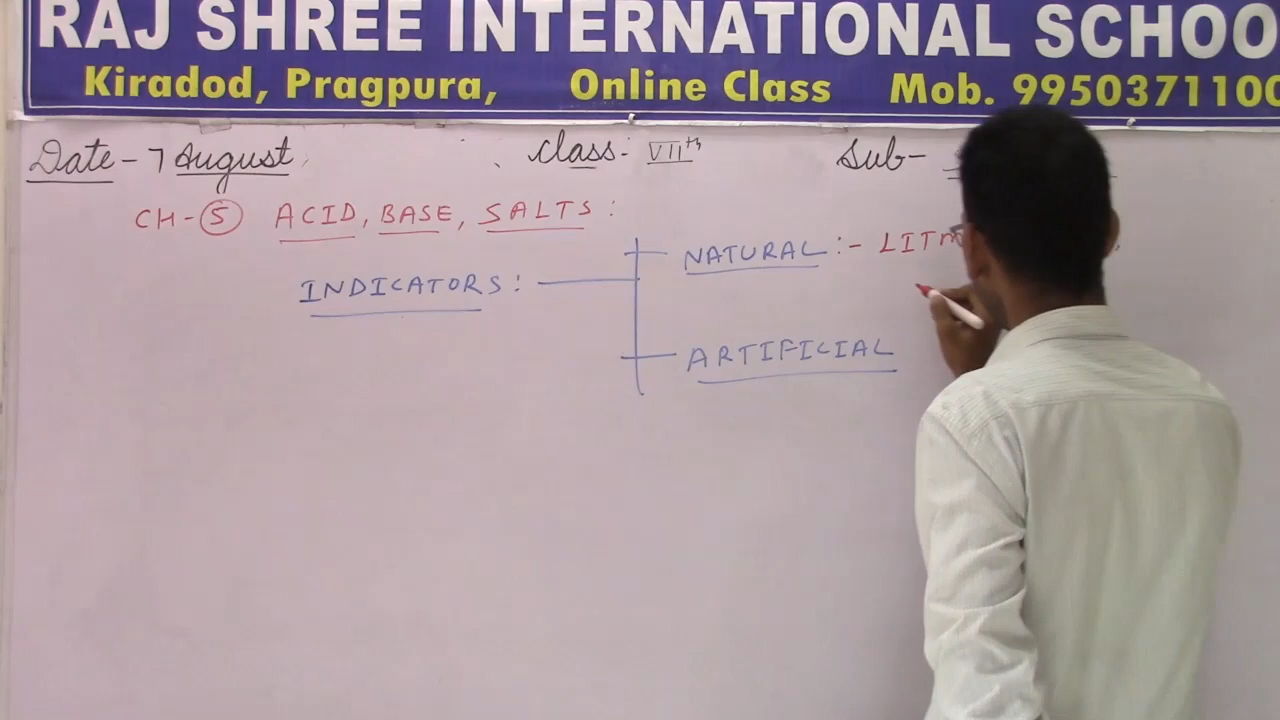 RAJ SHREE INTERNATIONAL SCHOO
Kiradod, Pragpura, Online Class Mob. 9950371100
Date - 7 August Class:- VIIth Sub-
CH-5 ACID, BASE, SALTS:
INDICATORS :
NATURAL :- LITM
ARTIFICIAL